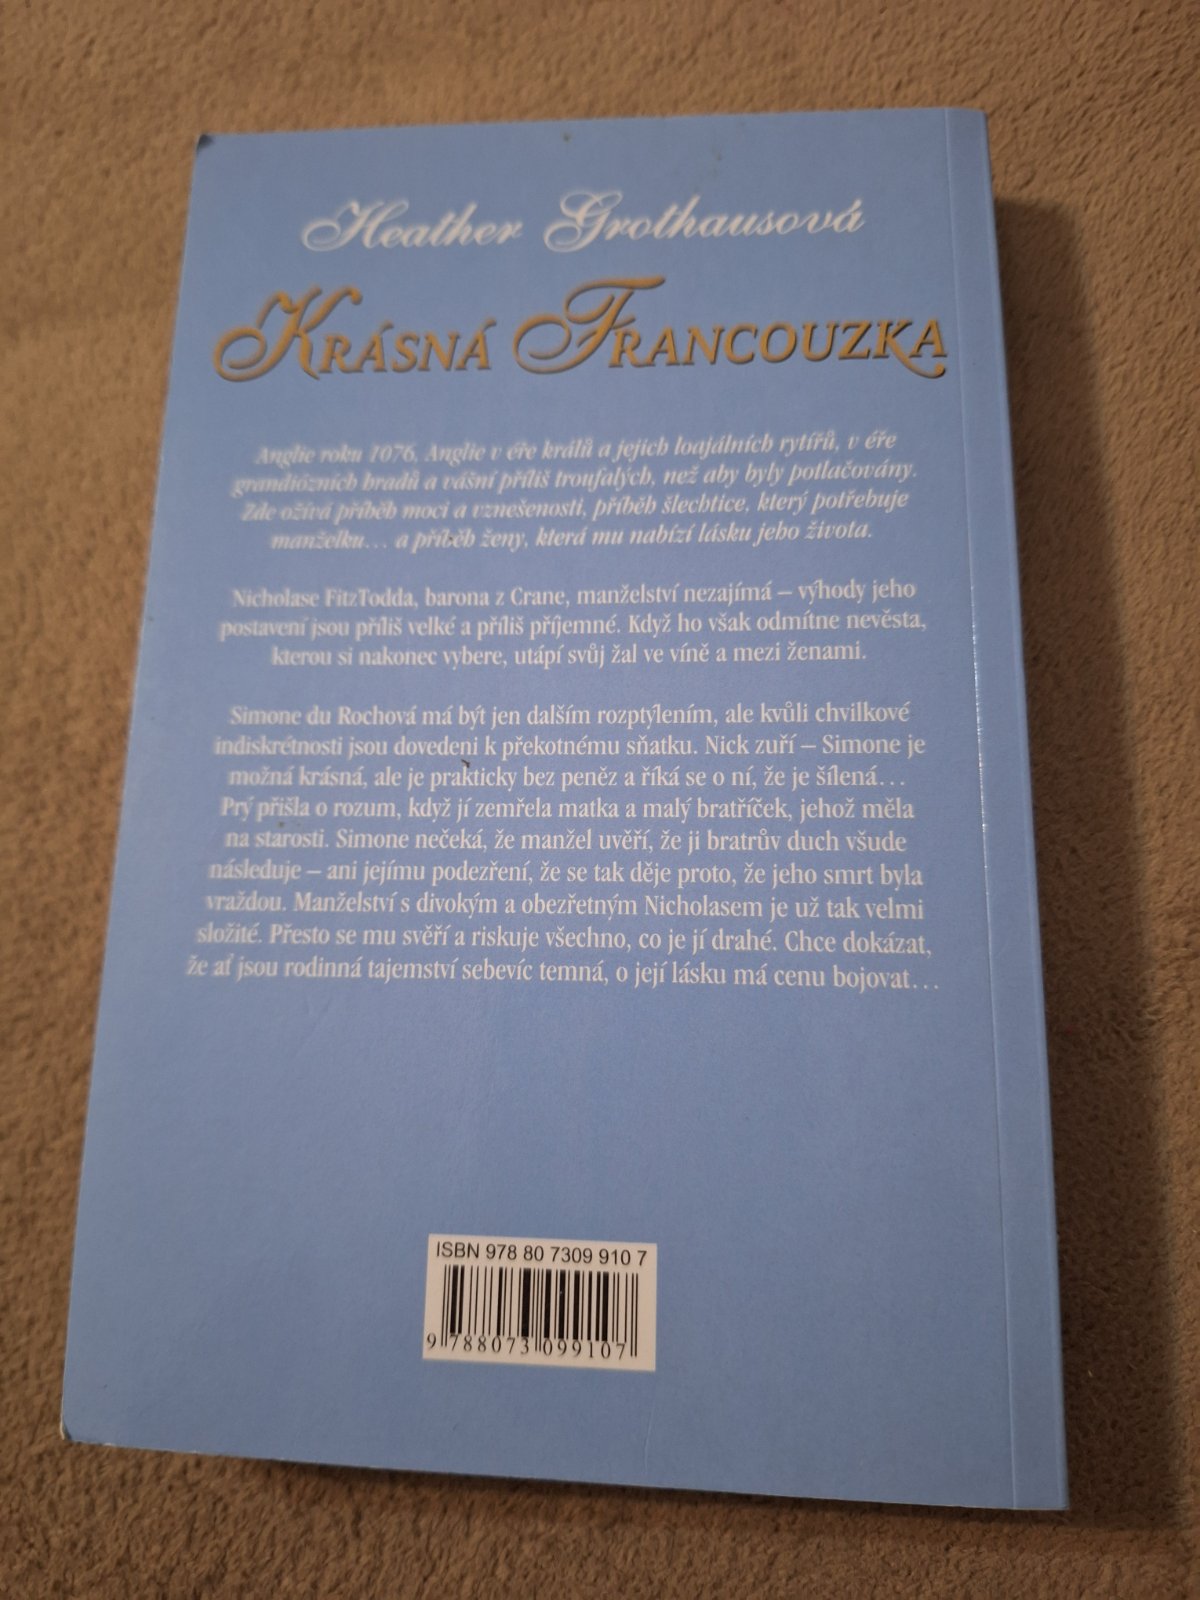 Heather Grothausová
Krásná Francouzka
Anglie roku 1076. Anglie v éře králů a jejich loajálních rytířů, v éře
grandiózních hradů a vášní příliš troufalých, než aby byly potlačovány.
Zde ožívá příběh moci a vznešenosti, příběh šlechtice, který potřebuje
manželku... a příběh ženy, která mu nabízí lásku jeho života.
Nicholase FitzTodda, barona z Crane, manželství nezajímá – výhody jeho
postavení jsou příliš velké a příliš příjemné. Když ho však odmítne nevěsta,
kterou si nakonec vybere, utápí svůj žal ve víně a mezi ženami.
Simone du Rochová má být jen dalším rozptýlením, ale kvůli chvilkové
indiskrétnosti jsou dovedeni k překotnému sňatku. Nick zuří – Simone je
možná krásná, ale je prakticky bez peněz a říká se o ní, že je šílená...
Prý přišla o rozum, když jí zemřela matka a malý bratříček, jehož měla
na starosti. Simone nečeká, že manžel uvěří, že ji bratrův duch všude
následuje – ani jejímu podezření, že se tak děje proto, že jeho smrt byla
vraždou. Manželství s divokým a obezřetným Nicholasem je už tak velmi
složité. Přesto se mu svěří a riskuje všechno, co je jí drahé. Chce dokázat,
že ať jsou rodinná tajemství sebevíc temná, o její lásku má cenu bojovat...
ISBN 978 80 7309 910 7
9 788073 099107